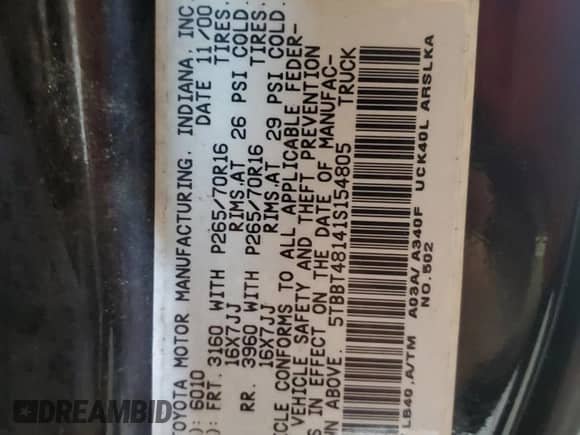 TOYOTA MOTOR MANUFACTURING, INDIANA, INC.
): 6010 DATE 11/00
): FRT. 3160 WITH P265/70R16 TIRES,
16X7JJ RIMS,AT 26 PSI COLD.
RR. 3960 WITH P265/70R16 TIRES,
16X7JJ RIMS,AT 29 PSI COLD.
ICLE CONFORMS TO ALL APPLICABLE FEDER-
VEHICLE SAFETY AND THEFT PREVENTION
S IN EFFECT ON THE DATE OF MANUFAC-
WN ABOVE. 5TBBT48141S154805 TRUCK
LB40,A/TM A03A/A340F UCK40L ARSLKA
NO.502
DREAMBID